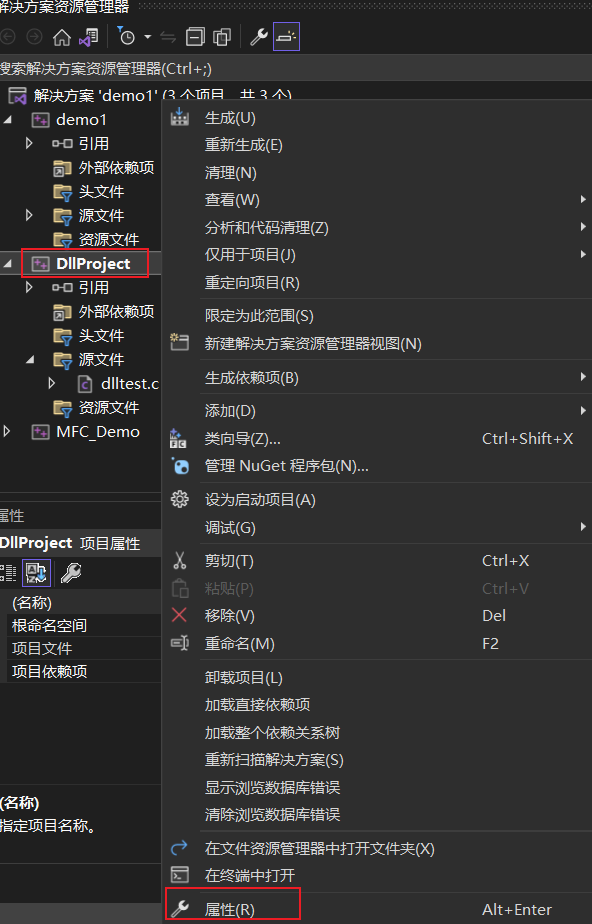 解决方案资源管理器
搜索解决方案资源管理器(Ctrl+;)
解决方案 'demo1' (3 个项目，共 3 个)
demo1
引用
外部依赖项
头文件
源文件
资源文件
DllProject
引用
外部依赖项
头文件
源文件
dlltest.c
资源文件
MFC_Demo
属性
DllProject 项目属性
(名称)
根命名空间
项目文件
项目依赖项
(名称)
指定项目名称。
生成(U)
重新生成(E)
清理(N)
查看(W)
分析和代码清理(Z)
仅用于项目(J)
重定向项目(R)
限定为此范围(S)
新建解决方案资源管理器视图(N)
生成依赖项(B)
添加(D)
类向导(Z)... Ctrl+Shift+X
管理 NuGet 程序包(N)...
设为启动项目(A)
调试(G)
剪切(T) Ctrl+X
粘贴(P) Ctrl+V
移除(V) Del
重命名(M) F2
卸载项目(L)
加载直接依赖项
加载整个依赖关系树
重新扫描解决方案(S)
显示浏览数据库错误
清除浏览数据库错误
在文件资源管理器中打开文件夹(X)
在终端中打开
属性(R) Alt+Enter